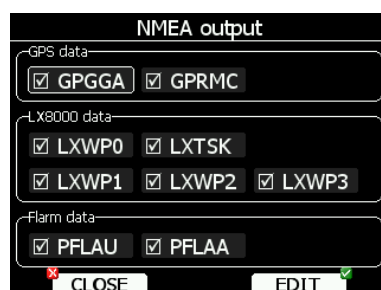 NMEA output
GPS data
GPGGA GPRMC
LX8000 data
LXWP0 LXTSK
LXWP1 LXWP2 LXWP3
Flarm data
PFLAU PFLAA
CLOSE EDIT